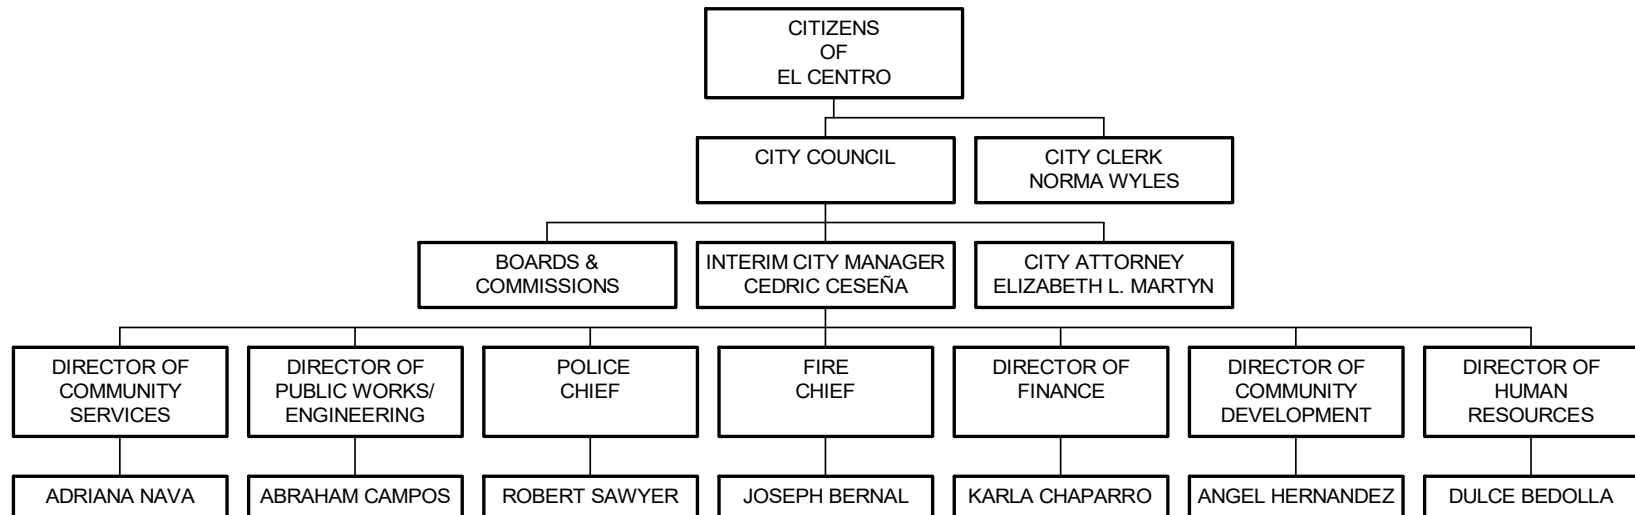 CITIZENS
OF
EL CENTRO
CITY COUNCIL
CITY CLERK
NORMA WYLES
BOARDS &
COMMISSIONS
INTERIM CITY MANAGER
CEDRIC CESEÑA
CITY ATTORNEY
ELIZABETH L. MARTYN
DIRECTOR OF
COMMUNITY
SERVICES
DIRECTOR OF
PUBLIC WORKS/
ENGINEERING
POLICE
CHIEF
FIRE
CHIEF
DIRECTOR OF
FINANCE
DIRECTOR OF
COMMUNITY
DEVELOPMENT
DIRECTOR OF
HUMAN
RESOURCES
ADRIANA NAVA
ABRAHAM CAMPOS
ROBERT SAWYER
JOSEPH BERNAL
KARLA CHAPARRO
ANGEL HERNANDEZ
DULCE BEDOLLA